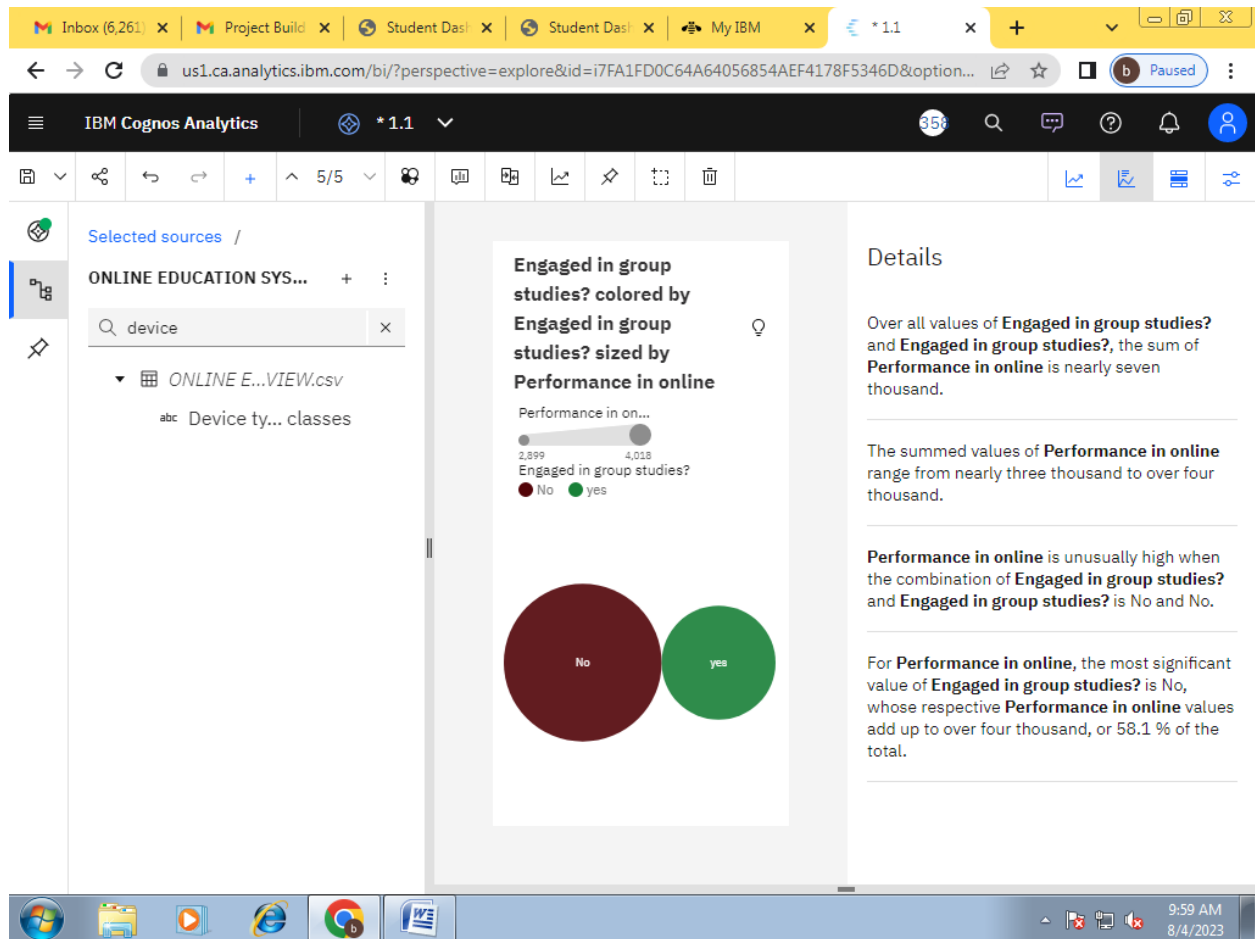 Inbox (6,261)
Project Build
Student Dash
Student Dash
My IBM
* 1.1
us1.ca.analytics.ibm.com/bi/?perspective=explore&id=i7FA1FD0C64A64056854AEF4178F5346D&option...
b Paused
IBM Cognos Analytics
* 1.1
358
5/5
Selected sources /
ONLINE EDUCATION SYS...
device
ONLINE E...VIEW.csv
abc Device ty... classes
Engaged in group
studies? colored by
Engaged in group
studies? sized by
Performance in online
Performance in on...
2,899 4,018
Engaged in group studies?
No yes
No
yes
Details
Over all values of Engaged in group studies?
and Engaged in group studies?, the sum of
Performance in online is nearly seven
thousand.
The summed values of Performance in online
range from nearly three thousand to over four
thousand.
Performance in online is unusually high when
the combination of Engaged in group studies?
and Engaged in group studies? is No and No.
For Performance in online, the most significant
value of Engaged in group studies? is No,
whose respective Performance in online values
add up to over four thousand, or 58.1 % of the
total.
9:59 AM
8/4/2023